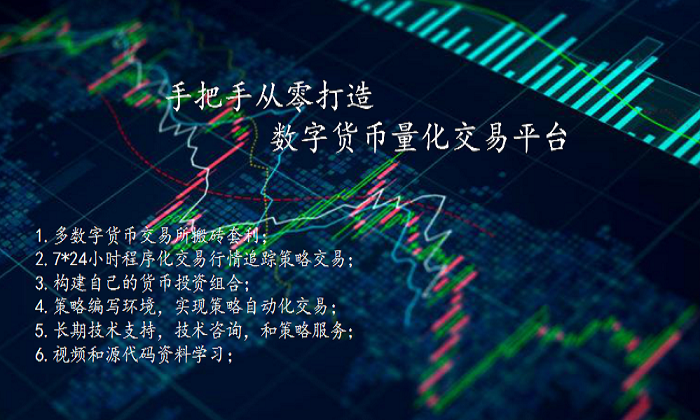 手把手从零打造
数字货币量化交易平台
1.多数字货币交易所搬砖套利；
2.7*24小时程序化交易行情追踪策略交易；
3.构建自己的货币投资组合；
4.策略编写环境，实现策略自动化交易；
5.长期技术支持，技术咨询，和策略服务；
6.视频和源代码资料学习；